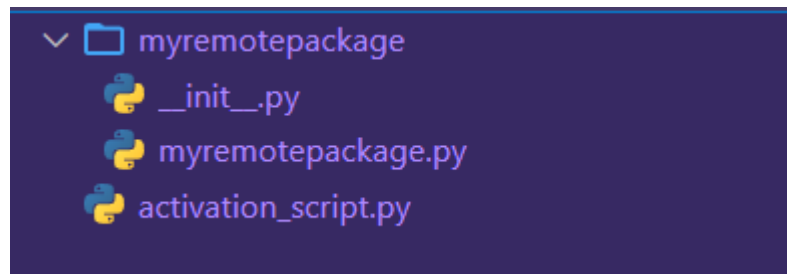 myremotepackage
__init__.py
myremotepackage.py
activation_script.py